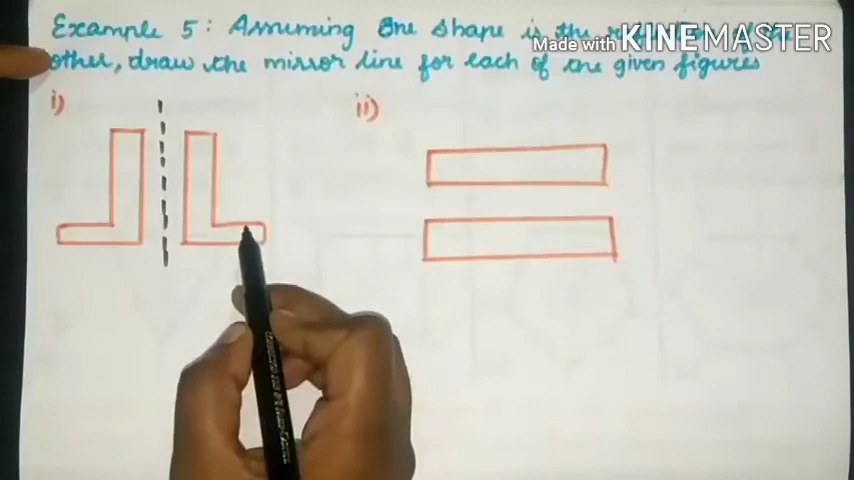 Example 5: Assuming One shape is the
Made with KINEMASTER
other, draw the mirror line for each of the given figures
i)
ii)